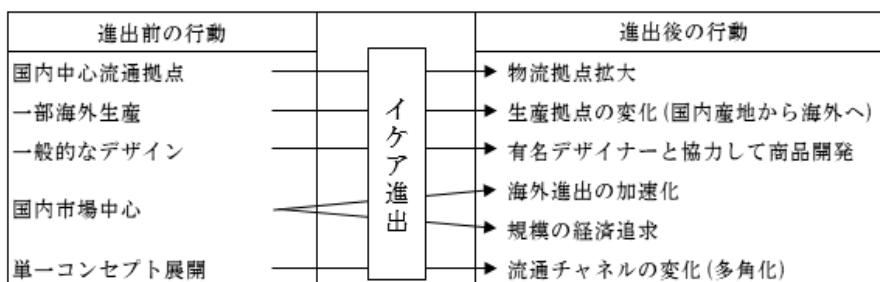 進出前の行動
進出後の行動
国内中心流通拠点
物流拠点拡大
一部海外生産
生産拠点の変化(国内産地から海外へ)
一般的なデザイン
有名デザイナーと協力して商品開発
イケア進出
海外進出の加速化
国内市場中心
規模の経済追求
単一コンセプト展開
流通チャネルの変化(多角化)